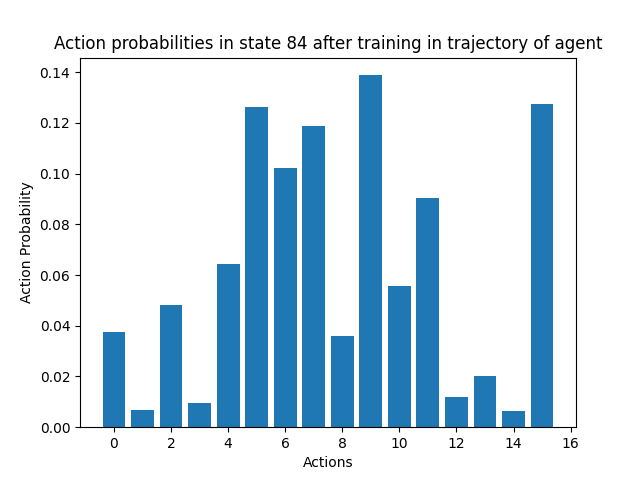 Action probabilities in state 84 after training in trajectory of agent
0.14
0.12
0.10
0.08
0.06
0.04
0.02
0.00
Action Probability
0 2 4 6 8 10 12 14 16
Actions